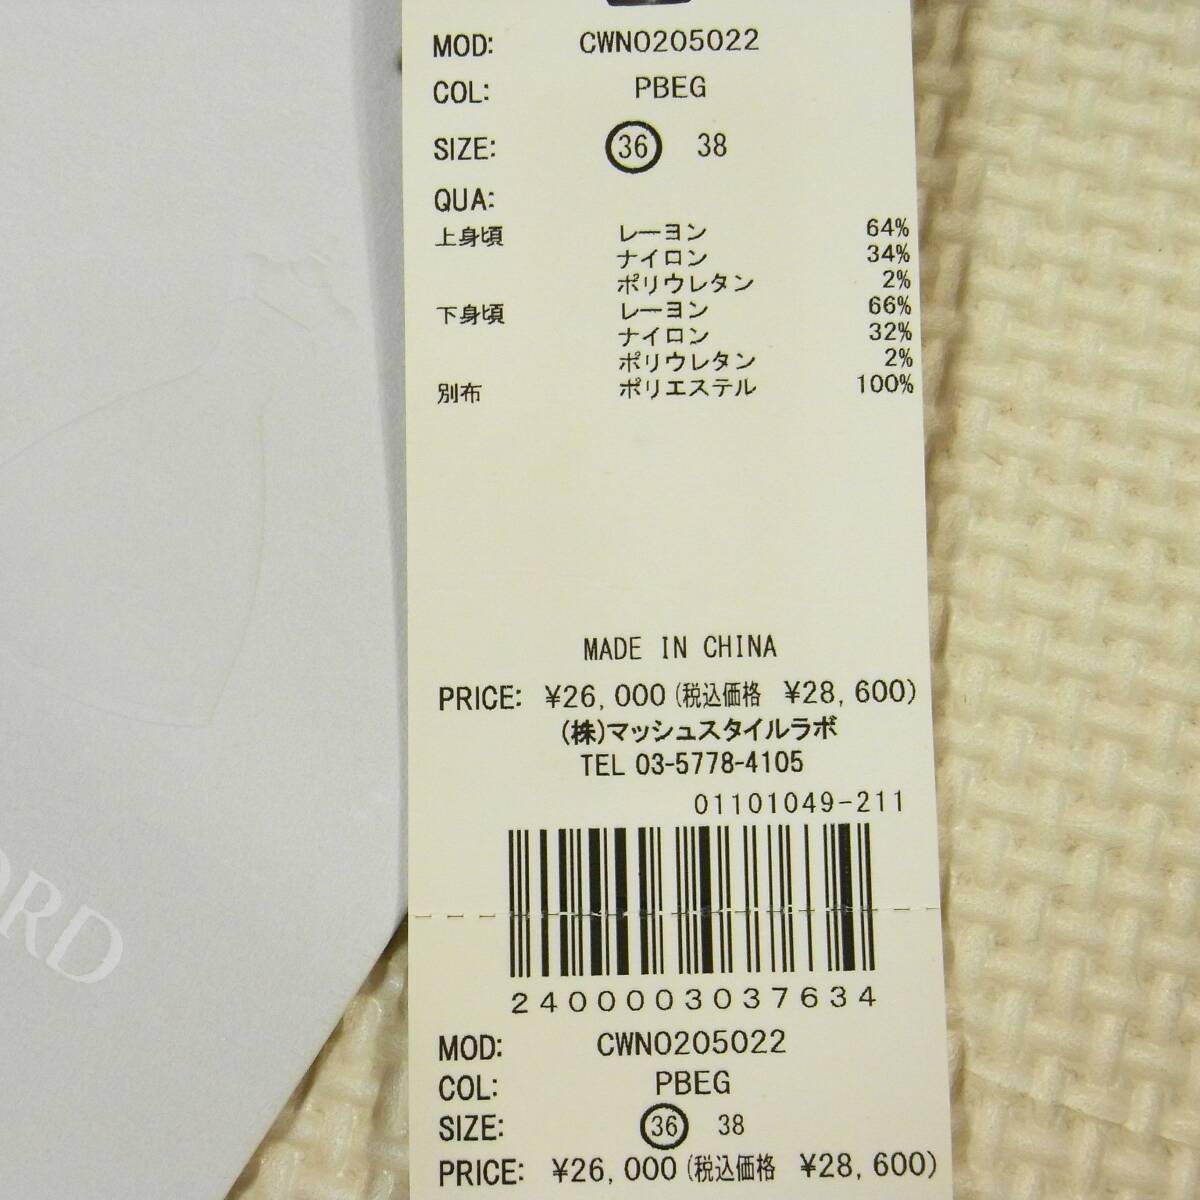 MOD: CWNO205022
COL: PBEG
SIZE: 36 38
QUA:
上身頃 レーヨン 64%
ナイロン 34%
ポリウレタン 2%
下身頃 レーヨン 66%
ナイロン 32%
ポリウレタン 2%
別布 ポリエステル 100%
MADE IN CHINA
PRICE: ¥26,000 (税込価格 ¥28,600)
(株)マッシュスタイルラボ
TEL 03-5778-4105
01101049-211
2400003037634
MOD: CWNO205022
COL: PBEG
SIZE: 36 38
PRICE: ¥26,000 (税込価格 ¥28,600)